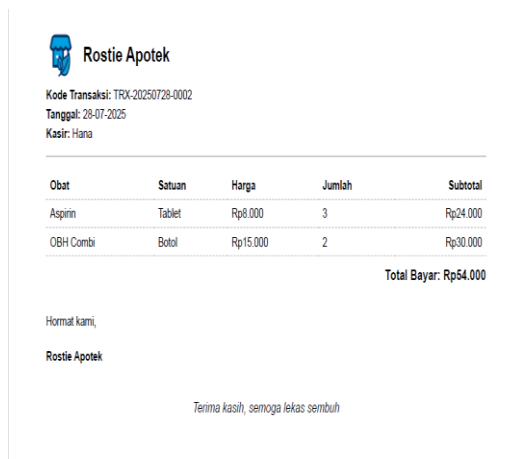 Rostie Apotek
Kode Transaksi: TRX-20250728-0002
Tanggal: 28-07-2025
Kasir: Hana
Obat Satuan Harga Jumlah Subtotal
Aspirin Tablet Rp8.000 3 Rp24.000
OBH Combi Botol Rp15.000 2 Rp30.000
Total Bayar: Rp54.000
Hormat kami,
Rostie Apotek
Terima kasih, semoga lekas sembuh